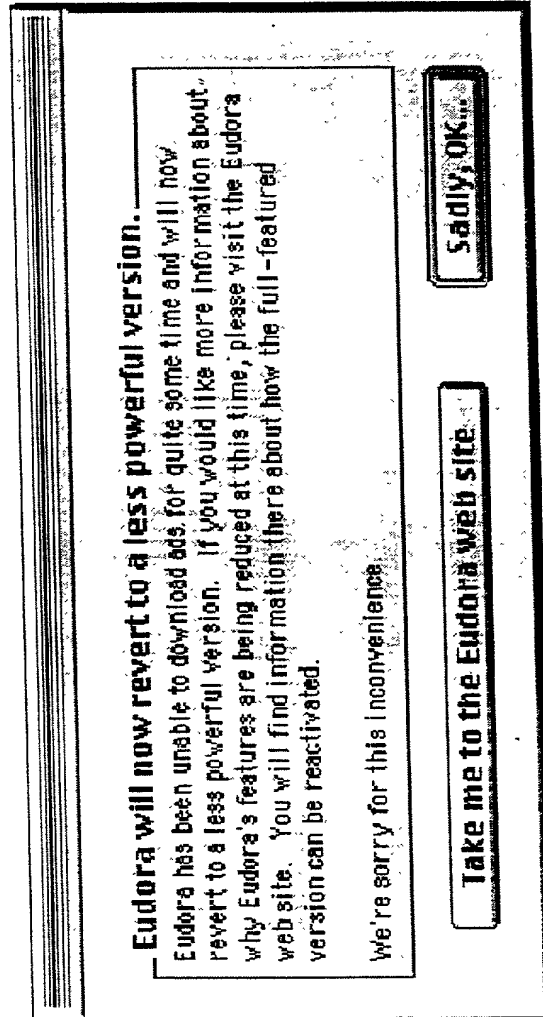 Eudora will now revert to a less powerful version.
Eudora has been unable to download ads for quite some time and will now
revert to a less powerful version. If you would like more information about
why Eudora's features are being reduced at this time, please visit the Eudora
web site. You will find information there about how the full-featured
version can be reactivated.
We're sorry for this inconvenience.
Take me to the Eudora web site
Sadly, OK...